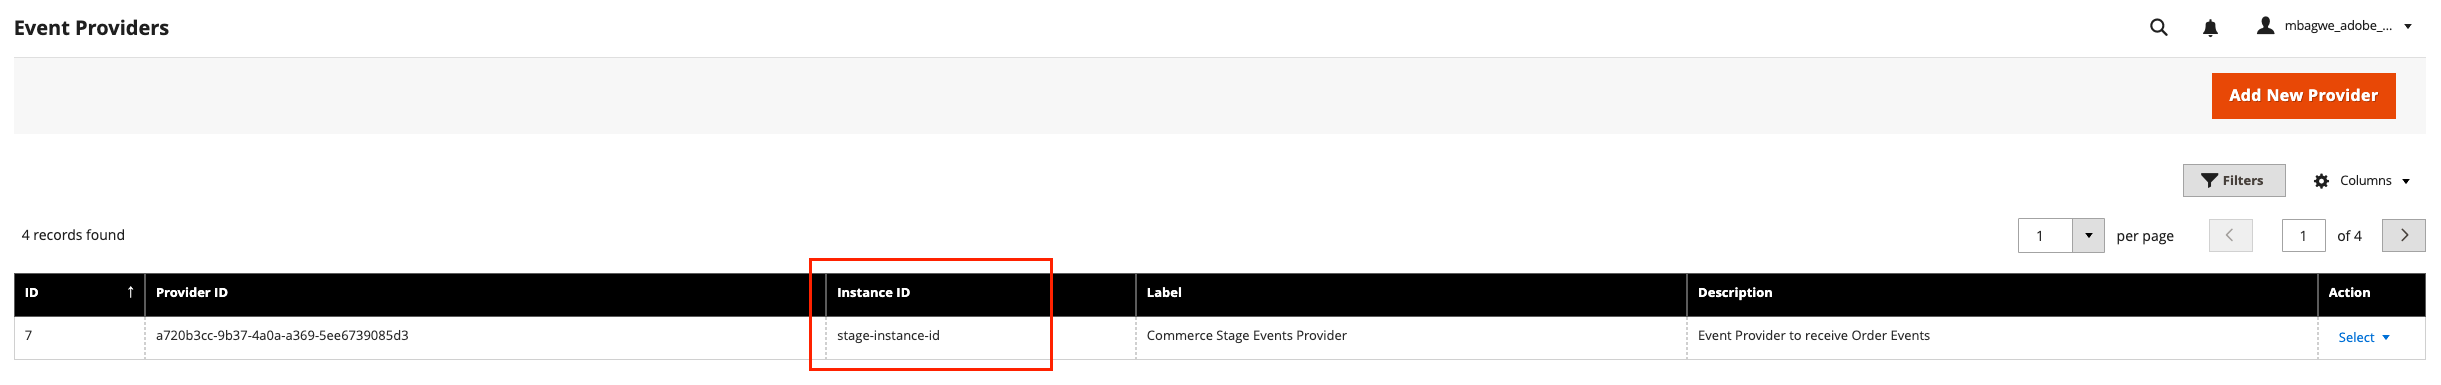 Event Providers
mbagwe_adobe_...
Add New Provider
Filters
Columns
4 records found
1 per page 1 of 4
ID ↑ Provider ID Instance ID Label Description Action
7 a720b3cc-9b37-4a0a-a369-5ee6739085d3 stage-instance-id Commerce Stage Events Provider Event Provider to receive Order Events Select